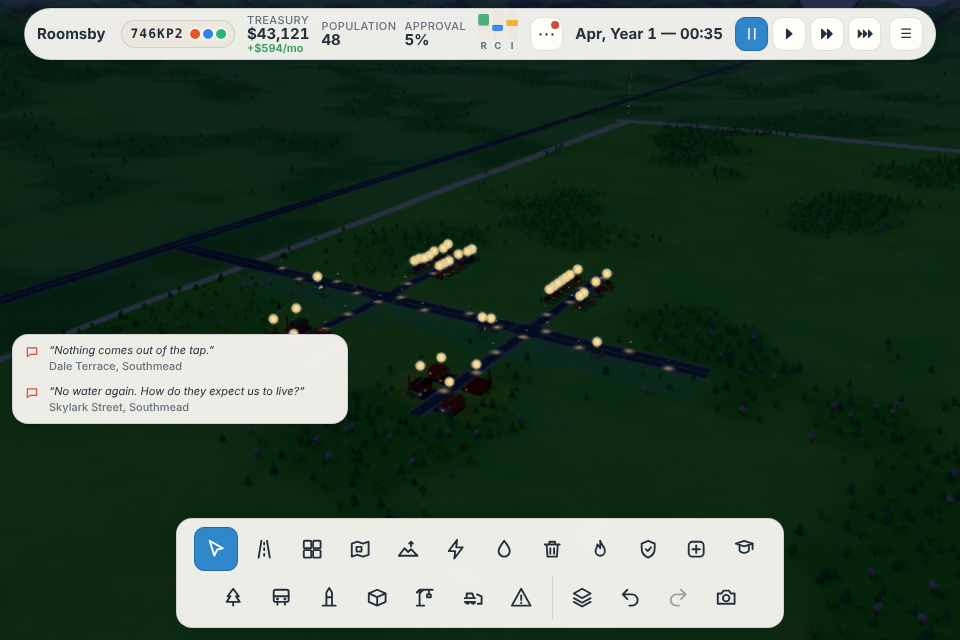 Roomsby
746KP2
TREASURY
$43,121
+$594/mo
POPULATION
48
APPROVAL
5%
R C I
Apr, Year 1 — 00:35
“Nothing comes out of the tap.”
Dale Terrace, Southmead
“No water again. How do they expect us to live?”
Skylark Street, Southmead